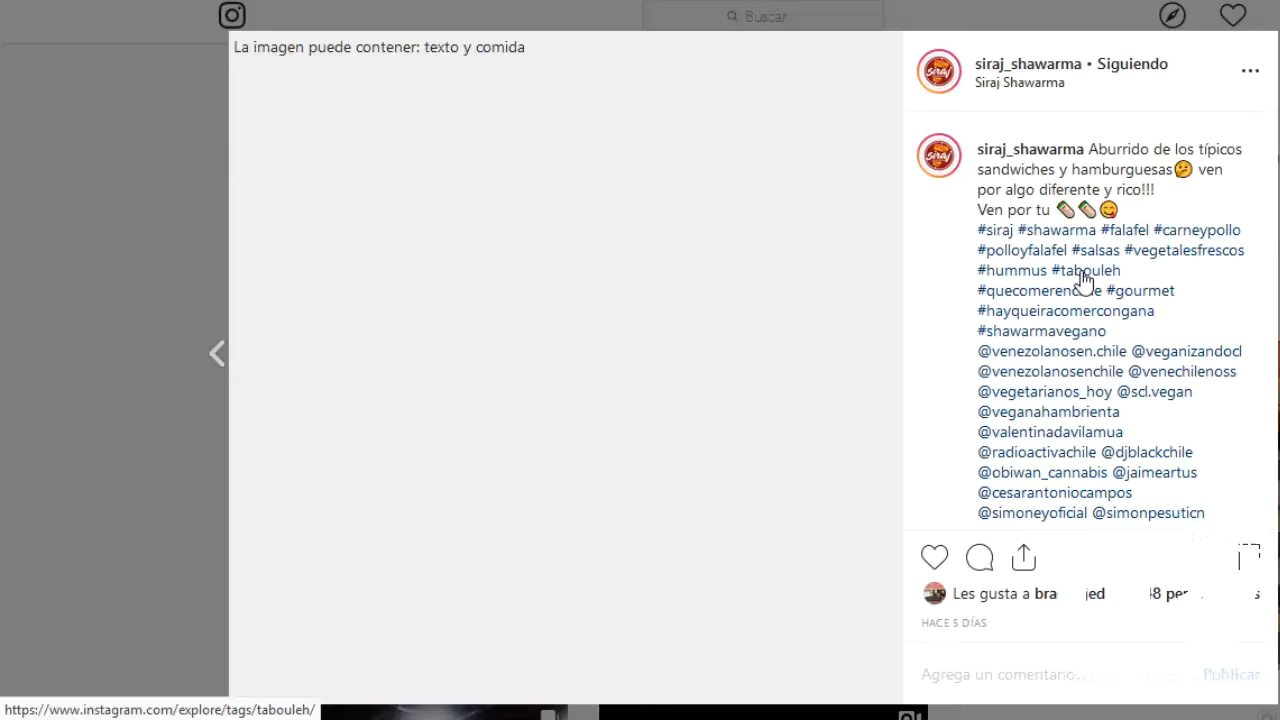 Buscar
La imagen puede contener: texto y comida
siraj_shawarma • Siguiendo
Siraj Shawarma
siraj_shawarma Aburrido de los típicos
sandwiches y hamburguesas🤔 ven
por algo diferente y rico!!!
Ven por tu 🌯🌯😋
#siraj #shawarma #falafel #carneypollo
#polloyfalafel #salsas #vegetalesfrescos
#hummus #tabouleh
#quecomerenchile #gourmet
#hayqueiracomercongana
#shawarmavegano
@venezolanosen.chile @veganizandocl
@venezolanosenchile @venechilenoss
@vegetarianos_hoy @scl.vegan
@veganahambrienta
@valentinadavilamua
@radioactivachile @djblackchile
@obiwan_cannabis @jaimeartus
@cesarantoniocampos
@simoneyoficial @simonpesuticn
Les gusta a
HACE 5 DÍAS
Agrega un comentario...
Publicar
https://www.instagram.com/explore/tags/tabouleh/